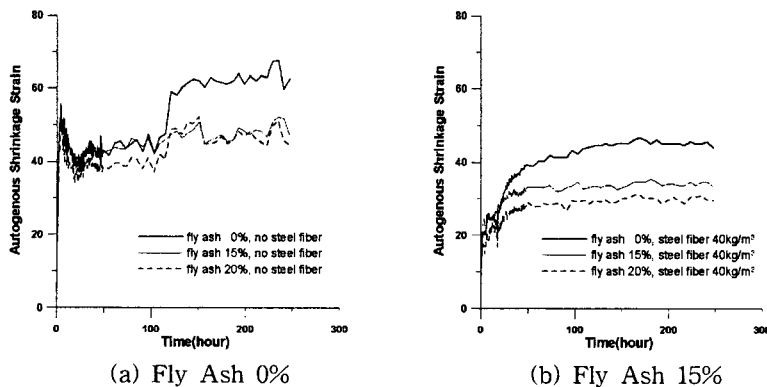 80
60
40
20
0
Autogenous Shrinkage Strain
fly ash 0%, no steel fiber
fly ash 15%, no steel fiber
fly ash 20%, no steel fiber
0 100 200 300
Time(hour)
(a) Fly Ash 0%
80
60
40
20
0
Autogenous Shrinkage Strain
fly ash 0%, steel fiber 40kg/m³
fly ash 15%, steel fiber 40kg/m³
fly ash 20%, steel fiber 40kg/m³
0 100 200 300
Time(hour)
(b) Fly Ash 15%